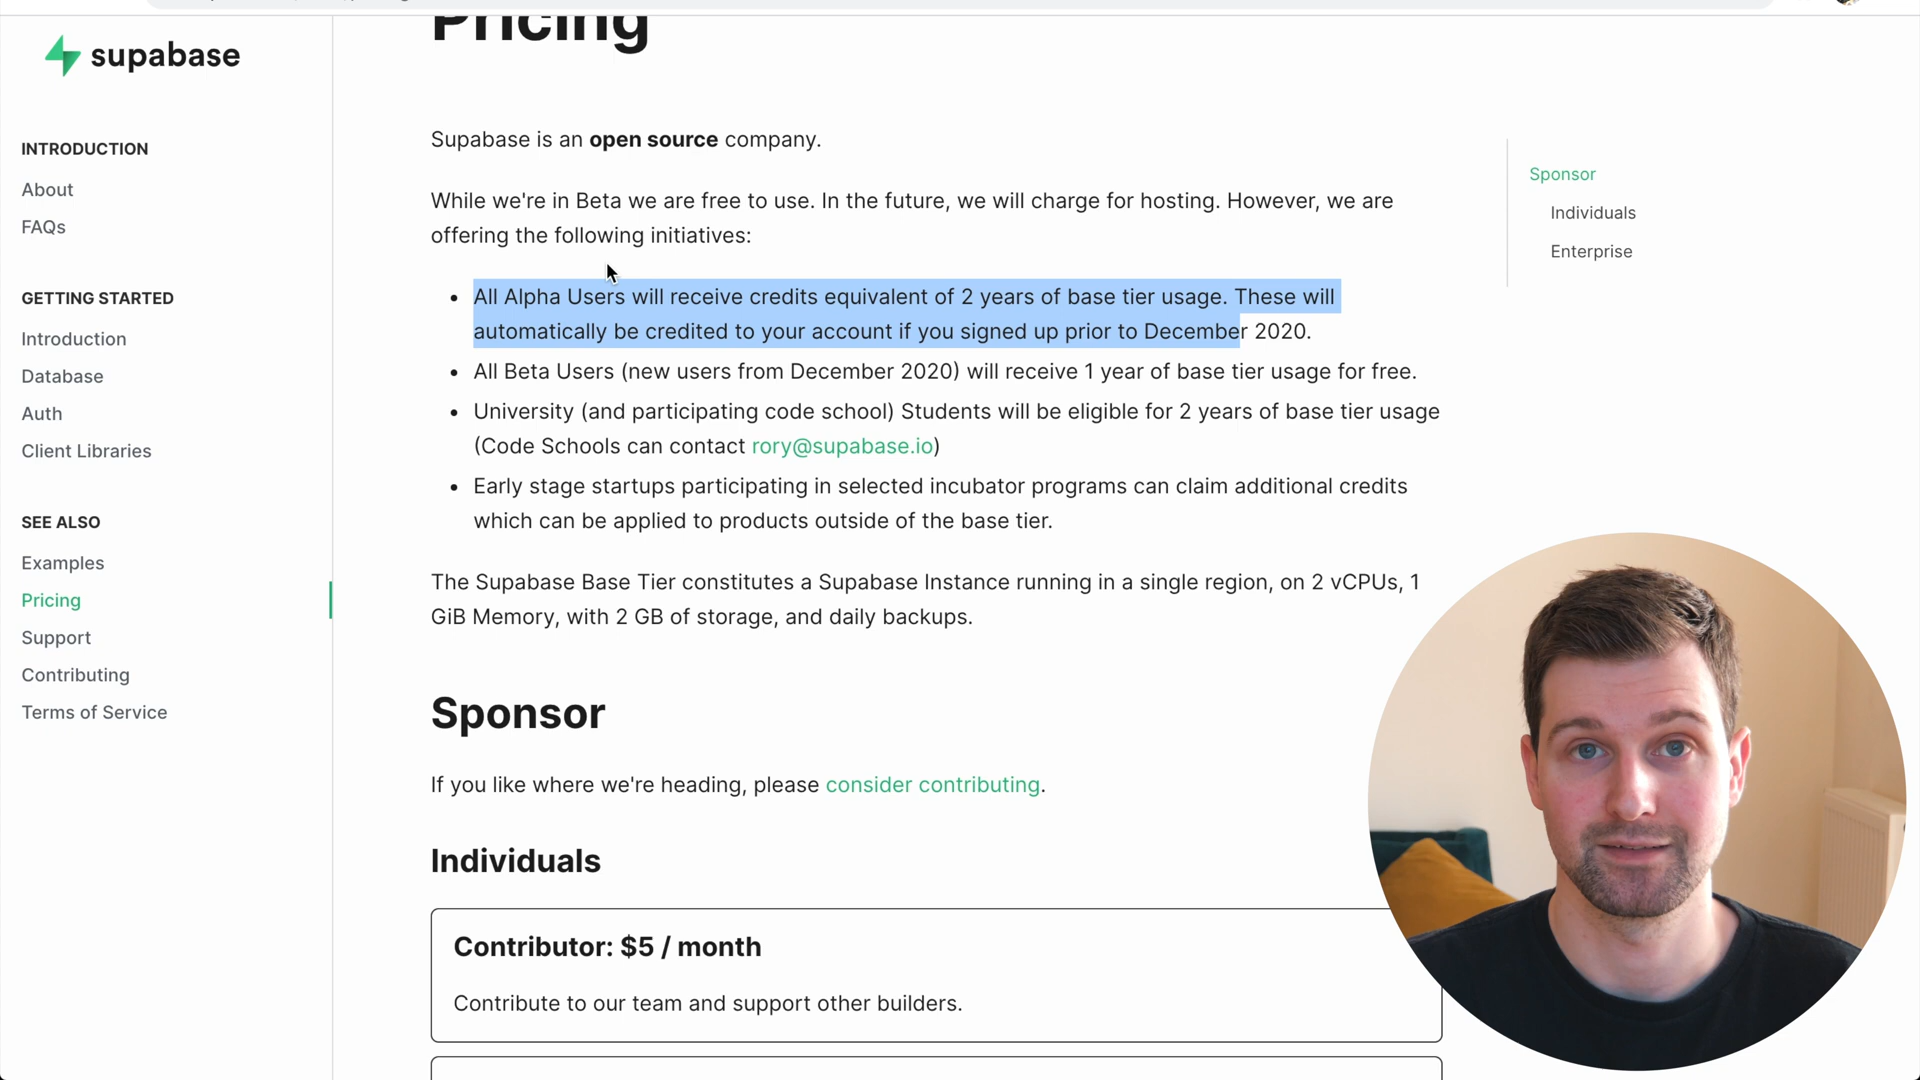 Pricing
supabase
INTRODUCTION
About
FAQs
GETTING STARTED
Introduction
Database
Auth
Client Libraries
SEE ALSO
Examples
Pricing
Support
Contributing
Terms of Service
Supabase is an open source company.
While we're in Beta we are free to use. In the future, we will charge for hosting. However, we are
offering the following initiatives:
• All Alpha Users will receive credits equivalent of 2 years of base tier usage. These will
automatically be credited to your account if you signed up prior to December 2020.
• All Beta Users (new users from December 2020) will receive 1 year of base tier usage for free.
• University (and participating code school) Students will be eligible for 2 years of base tier usage
(Code Schools can contact rory@supabase.io)
• Early stage startups participating in selected incubator programs can claim additional credits
which can be applied to products outside of the base tier.
The Supabase Base Tier constitutes a Supabase Instance running in a single region, on 2 vCPUs, 1
GiB Memory, with 2 GB of storage, and daily backups.
Sponsor
If you like where we're heading, please consider contributing.
Individuals
Contributor: $5 / month
Contribute to our team and support other builders.
Sponsor
Individuals
Enterprise